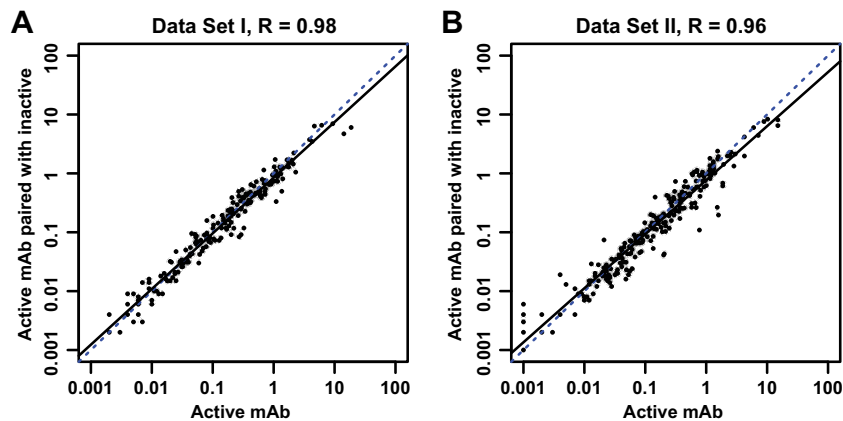 A
Data Set I, R = 0.98
Active mAb paired with inactive
100
10
1
0.1
0.01
0.001
0.001 0.01 0.1 1 10 100
Active mAb
B
Data Set II, R = 0.96
Active mAb paired with inactive
100
10
1
0.1
0.01
0.001
0.001 0.01 0.1 1 10 100
Active mAb